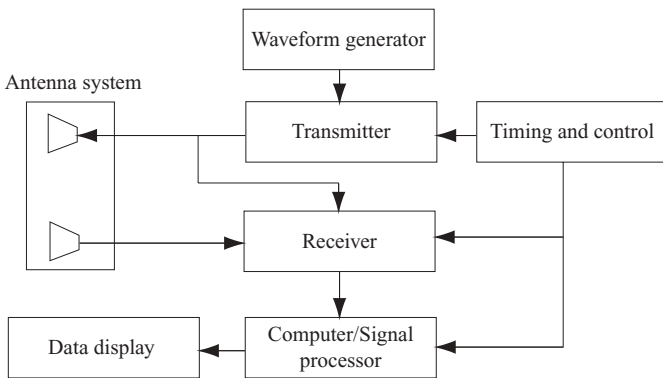 Waveform generator
Antenna system
Transmitter
Timing and control
Receiver
Data display
Computer/Signal
processor